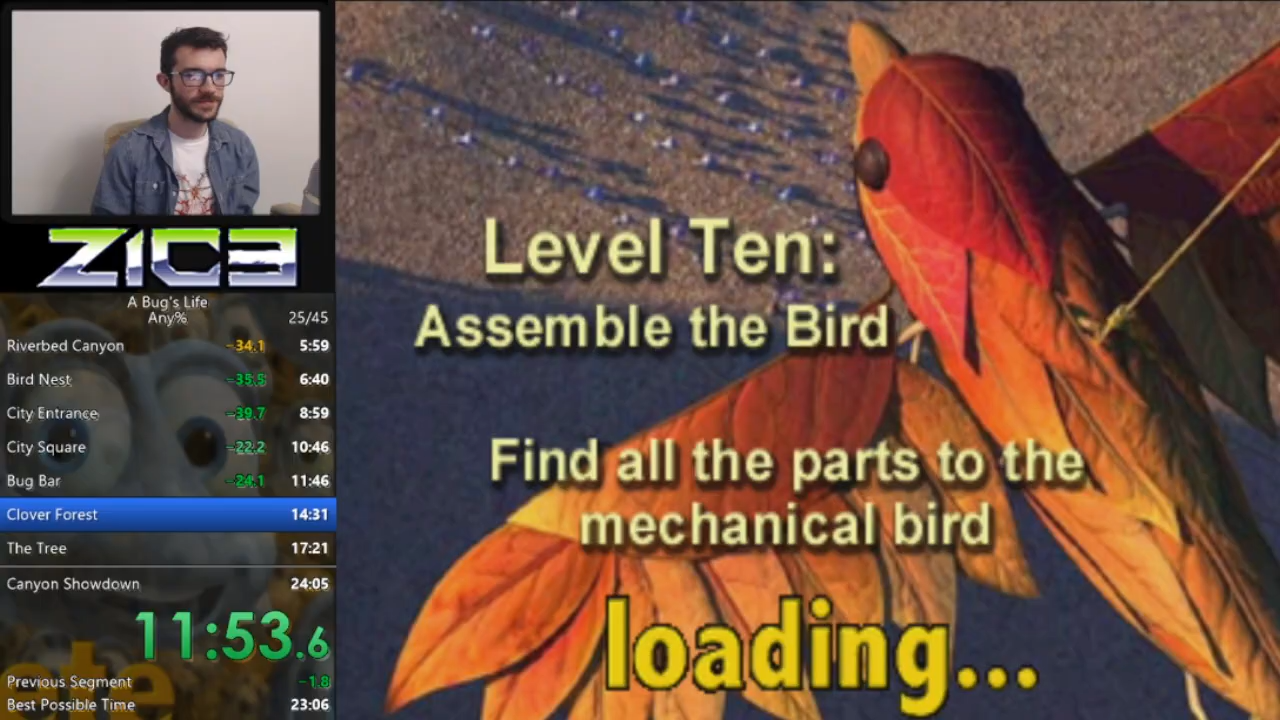 ZIC3
A Bug's Life
Any% 25/45
Riverbed Canyon -34.1 5:59
Bird Nest -35.5 6:40
City Entrance -39.7 8:59
City Square -22.2 10:46
Bug Bar -24.1 11:46
Clover Forest 14:31
The Tree 17:21
Canyon Showdown 24:05
11:53.6
Previous Segment -1.8
Best Possible Time 23:06
Level Ten:
Assemble the Bird
Find all the parts to the
mechanical bird
loading...